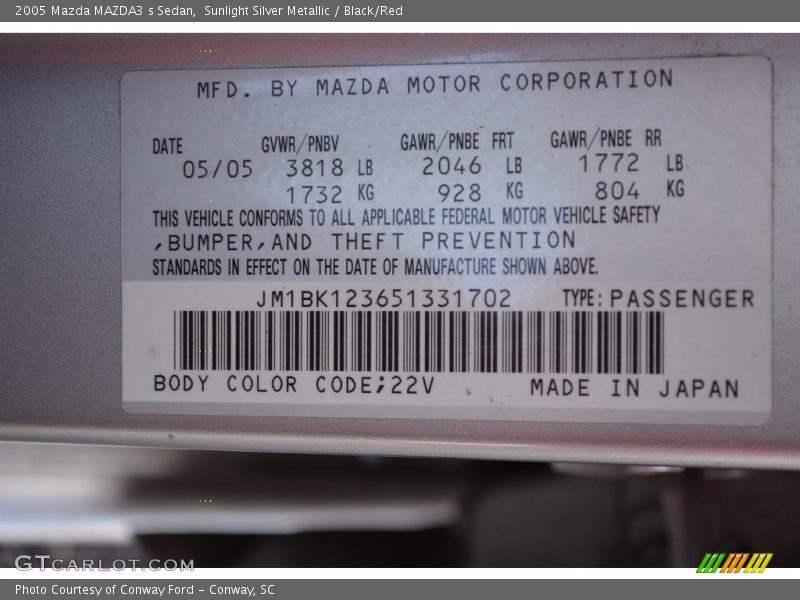 2005 Mazda MAZDA3 s Sedan,  Sunlight Silver Metallic / Black/Red
MFD. BY MAZDA MOTOR CORPORATION
DATE GVWR/PNBV GAWR/PNBE FRT GAWR/PNBE RR
05/05 3818 LB 2046 LB 1772 LB
1732 KG 928 KG 804 KG
THIS VEHICLE CONFORMS TO ALL APPLICABLE FEDERAL MOTOR VEHICLE SAFETY
,BUMPER,AND THEFT PREVENTION
STANDARDS IN EFFECT ON THE DATE OF MANUFACTURE SHOWN ABOVE.
JM1BK123651331702 TYPE: PASSENGER
BODY COLOR CODE;22V MADE IN JAPAN
GTCARLOT.COM
Photo Courtesy of Conway Ford – Conway, SC